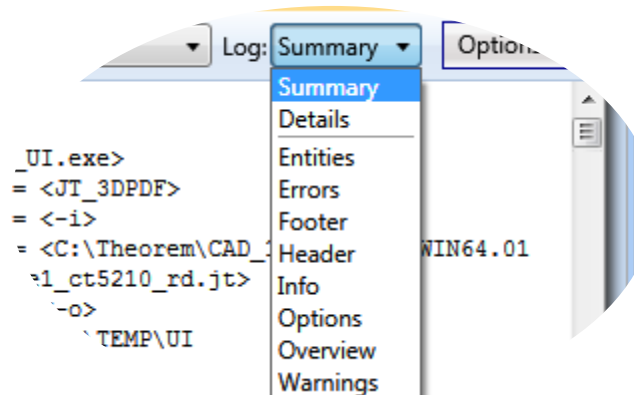 Log: Summary Option
Summary
Details
Entities
_UI.exe>
Errors
= <JT_3DPDF>
Footer
= <-i>
Header
= <C:\Theorem\CAD_ WIN64.01
Info
e1_ct5210_rd.jt>
Options
-o>
Overview
\TEMP\UI
Warnings